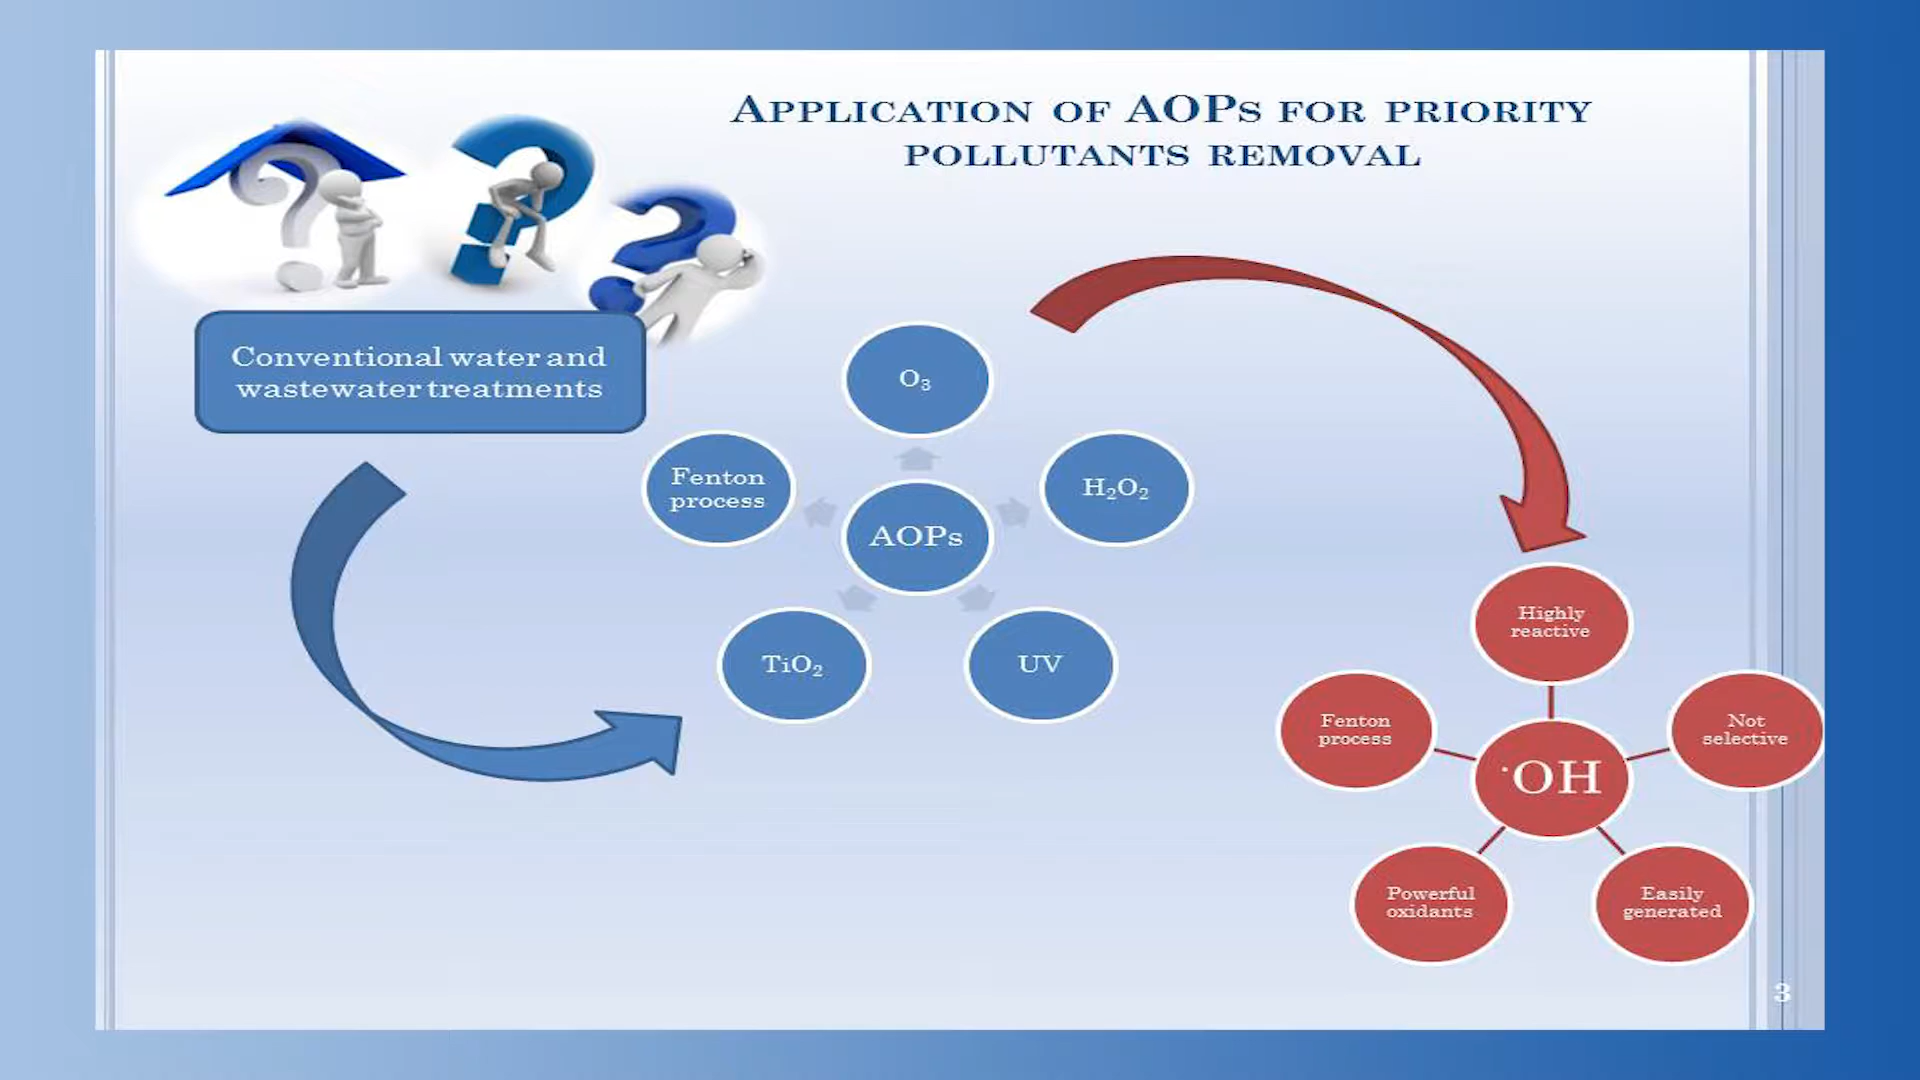 APPLICATION OF AOPS FOR PRIORITY
POLLUTANTS REMOVAL
Conventional water and
wastewater treatments
O₃
Fenton
process
H₂O₂
AOPs
TiO₂
UV
Highly
reactive
Fenton
process
Not
selective
·OH
Powerful
oxidants
Easily
generated
3